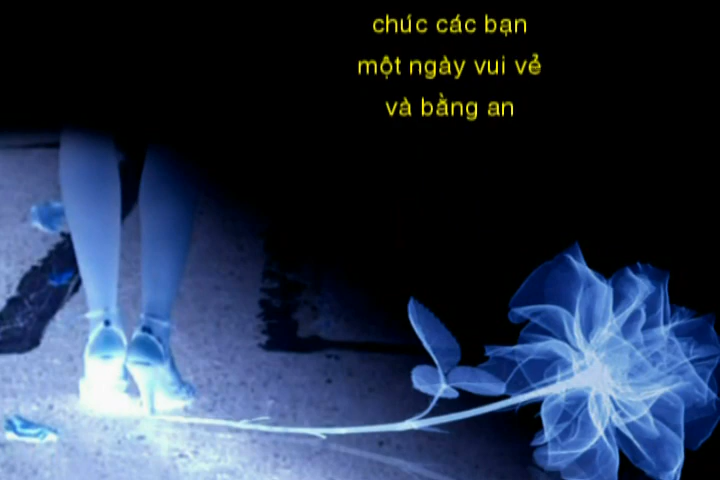 chúc các bạn
một ngày vui vẻ
và bằng an